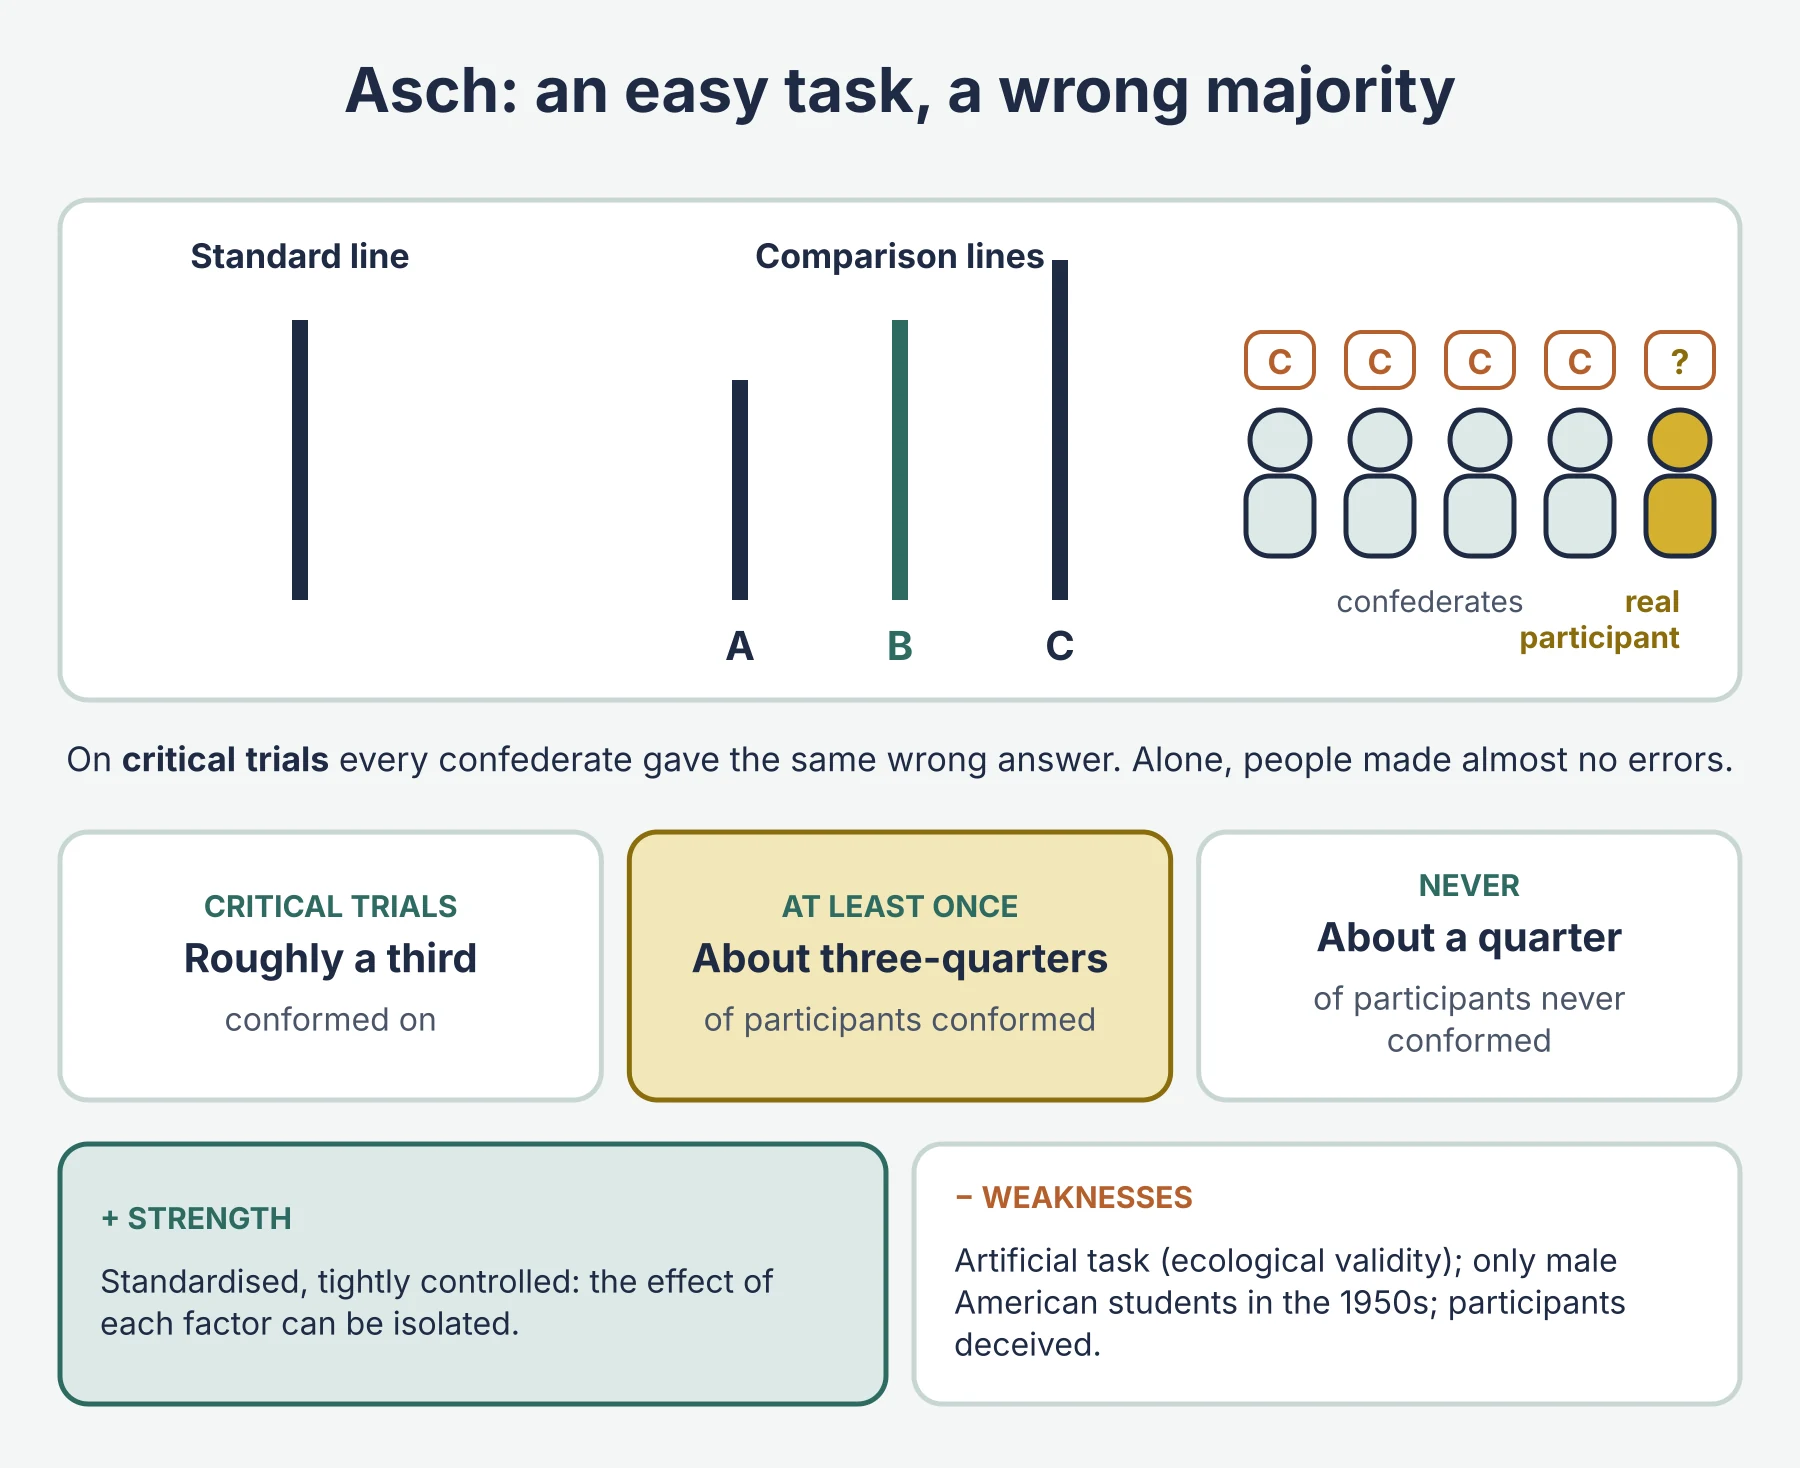 Asch: an easy task, a wrong majority
Standard line
Comparison lines
C C C C ?
confederates
real
participant
A B C
On critical trials every confederate gave the same wrong answer. Alone, people made almost no errors.
CRITICAL TRIALS
Roughly a third
conformed on
AT LEAST ONCE
About three-quarters
of participants conformed
NEVER
About a quarter
of participants never
conformed
+ STRENGTH
Standardised, tightly controlled: the effect of
each factor can be isolated.
− WEAKNESSES
Artificial task (ecological validity); only male
American students in the 1950s; participants
deceived.